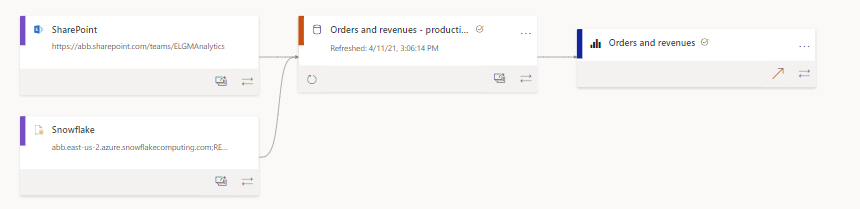 SharePoint
https://abb.sharepoint.com/teams/ELGMAnalytics
Orders and revenues - producti...
Refreshed: 4/11/21, 3:06:14 PM
Orders and revenues
Snowflake
abb.east-us-2.azure.snowflakecomputing.com;RE...